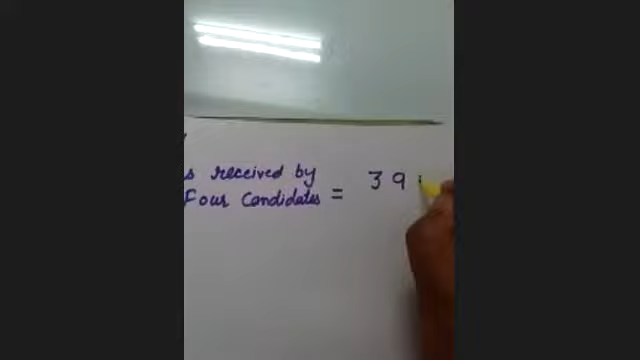 s received by
Four Candidates = 39